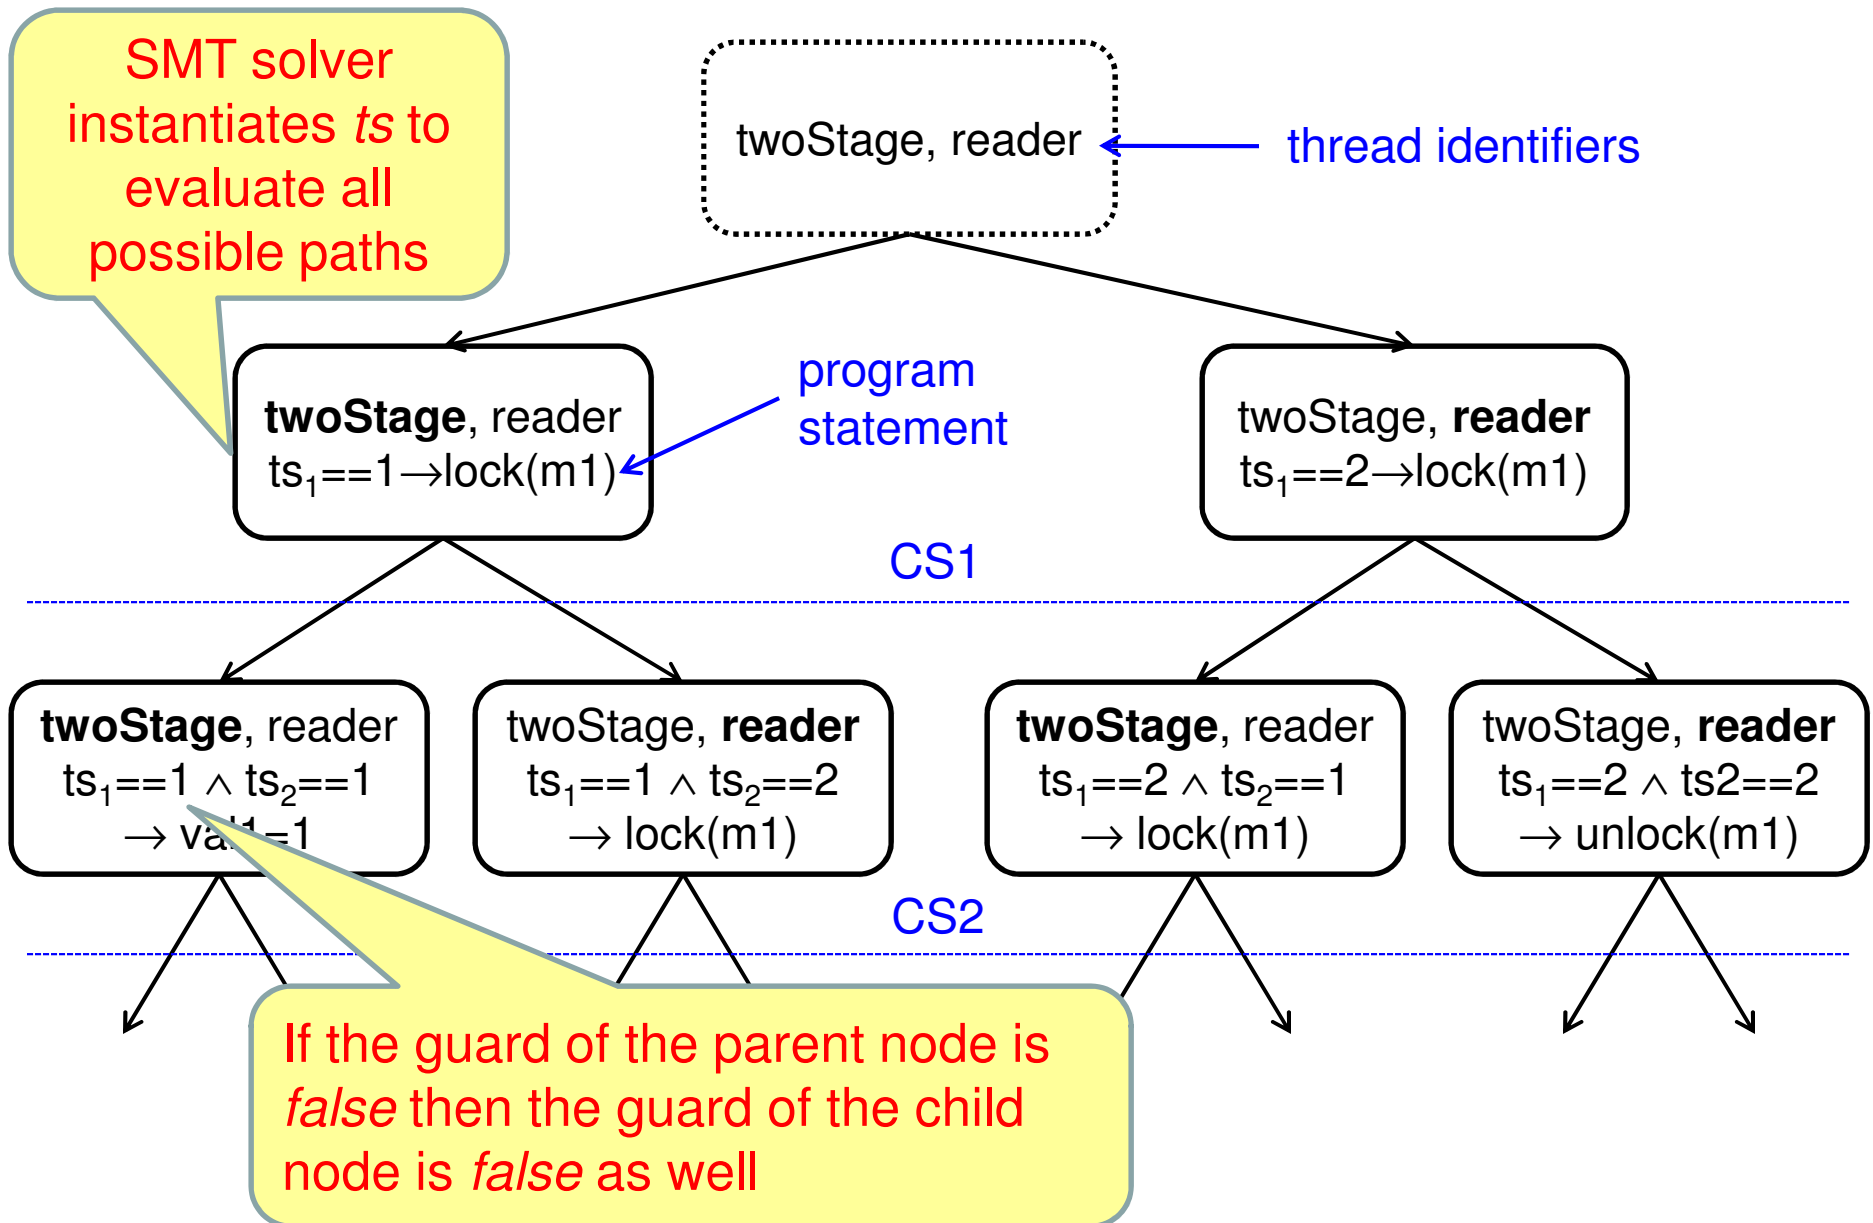 SMT solver
instantiates ts to
evaluate all
possible paths
twoStage, reader
thread identifiers
twoStage, reader
ts₁==1→lock(m1)
program
statement
twoStage, reader
ts₁==2→lock(m1)
CS1
twoStage, reader
ts₁==1 ∧ ts₂==1
→ val1=1
twoStage, reader
ts₁==1 ∧ ts₂==2
→ lock(m1)
twoStage, reader
ts₁==2 ∧ ts₂==1
→ lock(m1)
twoStage, reader
ts₁==2 ∧ ts2==2
→ unlock(m1)
CS2
If the guard of the parent node is
false then the guard of the child
node is false as well